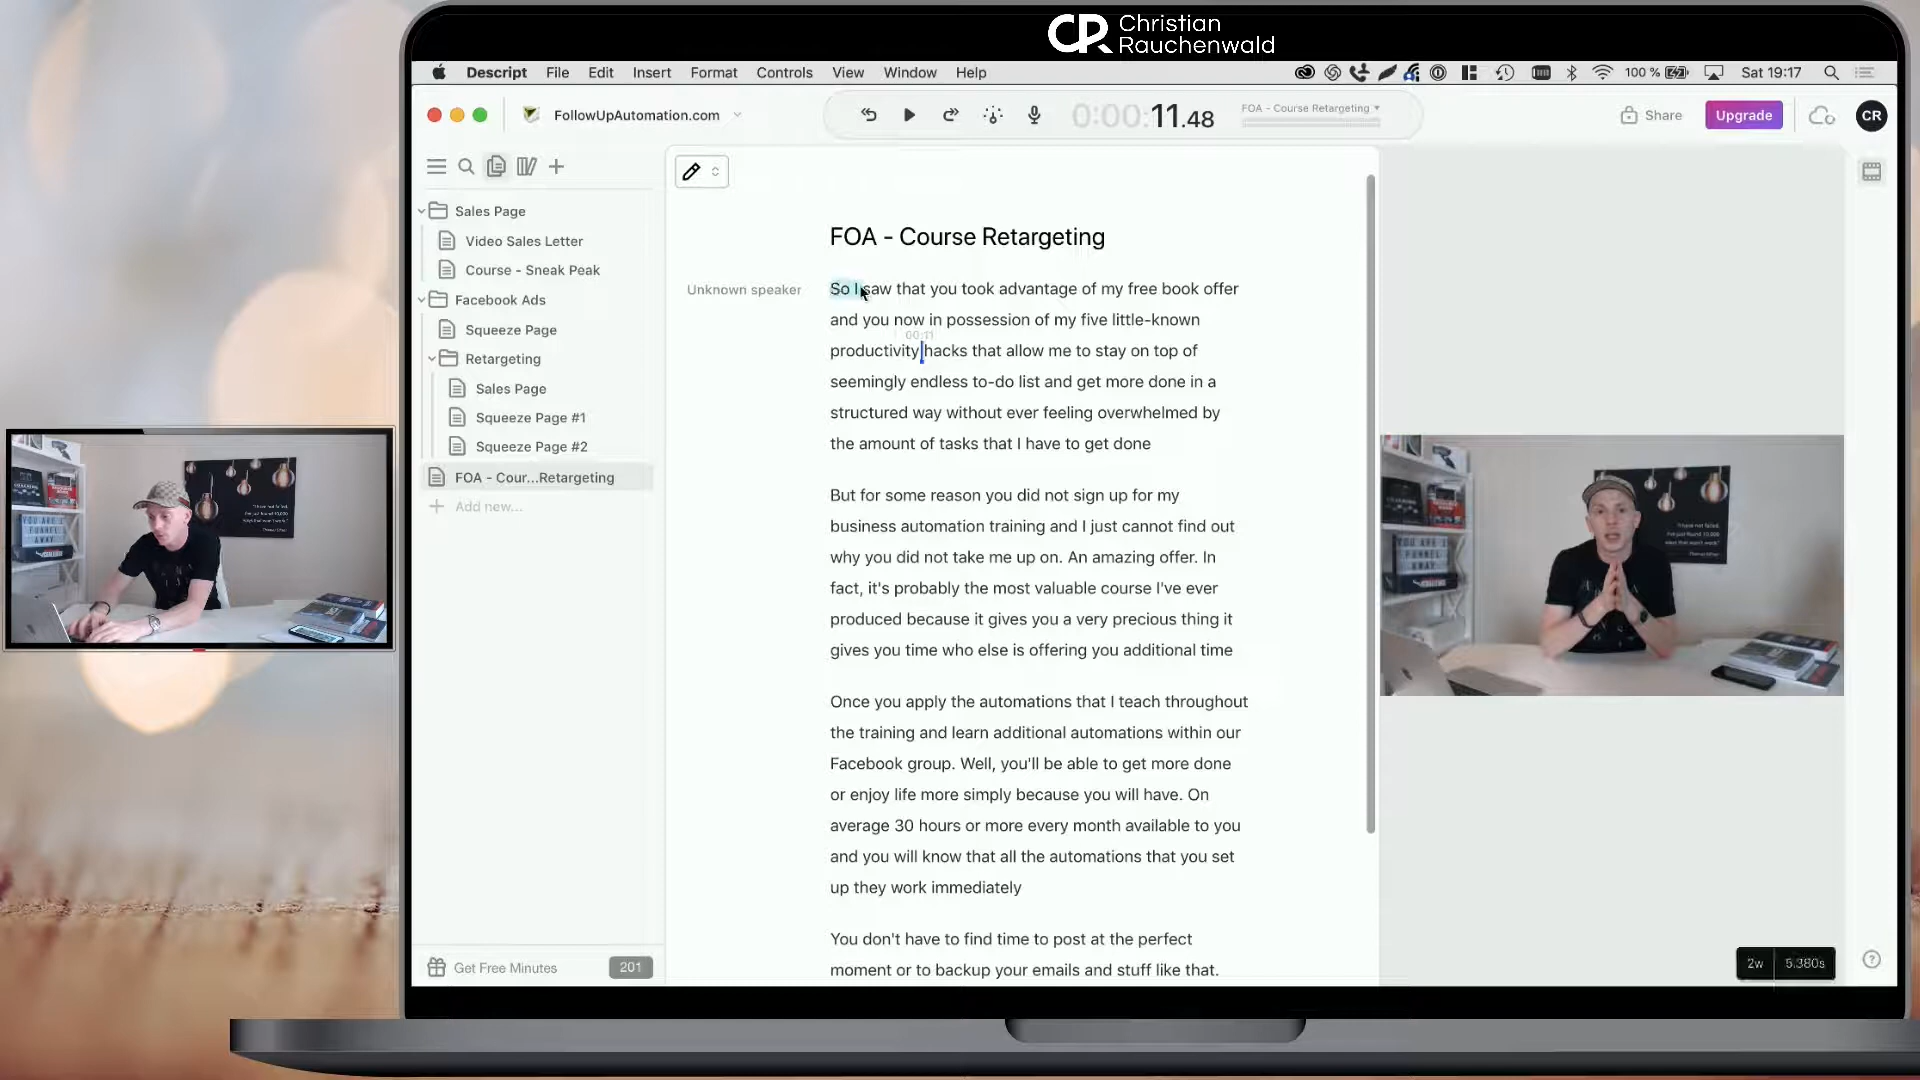 CR Christian
Rauchenwald
Descript File Edit Insert Format Controls View Window Help
100 % Sat 19:17
FollowUpAutomation.com
0:00:11.48
FOA - Course Retargeting
Share
Upgrade
CR
Sales Page
Video Sales Letter
Course - Sneak Peak
Facebook Ads
Squeeze Page
Retargeting
Sales Page
Squeeze Page #1
Squeeze Page #2
FOA - Cour...Retargeting
Add new...
Get Free Minutes 201
FOA - Course Retargeting
Unknown speaker
So I saw that you took advantage of my free book offer
and you now in possession of my five little-known
00:11
productivity hacks that allow me to stay on top of
seemingly endless to-do list and get more done in a
structured way without ever feeling overwhelmed by
the amount of tasks that I have to get done
But for some reason you did not sign up for my
business automation training and I just cannot find out
why you did not take me up on. An amazing offer. In
fact, it's probably the most valuable course I've ever
produced because it gives you a very precious thing it
gives you time who else is offering you additional time
Once you apply the automations that I teach throughout
the training and learn additional automations within our
Facebook group. Well, you'll be able to get more done
or enjoy life more simply because you will have. On
average 30 hours or more every month available to you
and you will know that all the automations that you set
up they work immediately
You don't have to find time to post at the perfect
moment or to backup your emails and stuff like that.
2w 5.380s
YOU ARE 1
FUNNEL
AWAY